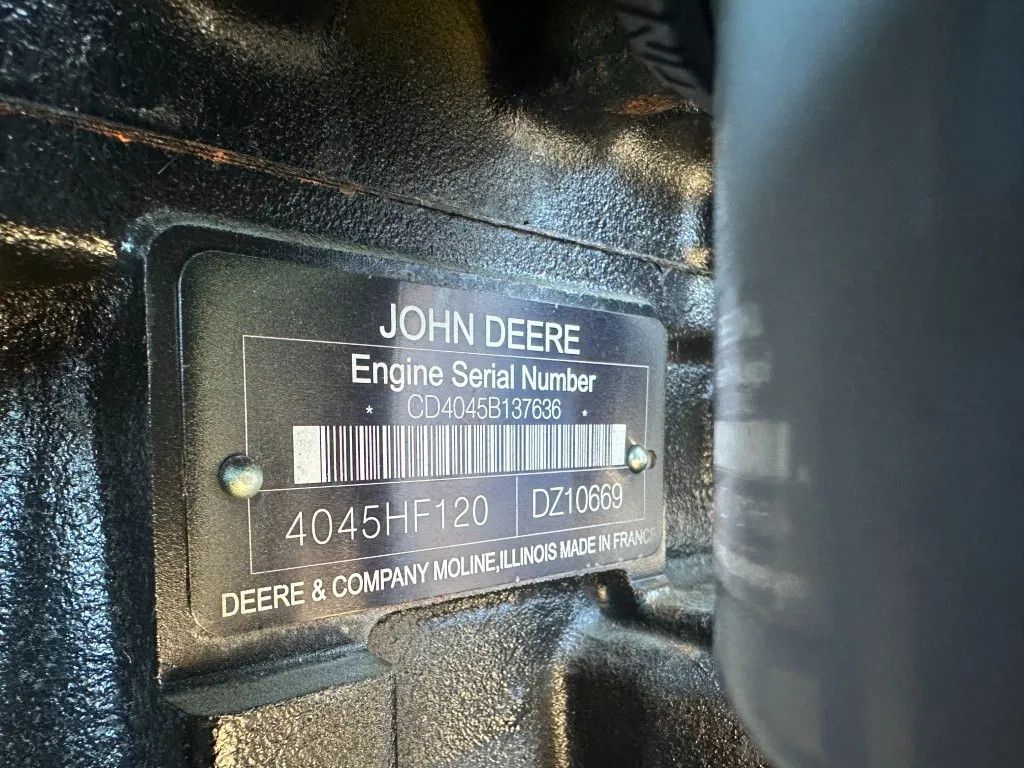 JOHN DEERE
Engine Serial Number
* CD4045B137636 *
4045HF120 DZ10669
DEERE & COMPANY MOLINE,ILLINOIS MADE IN FRANCE